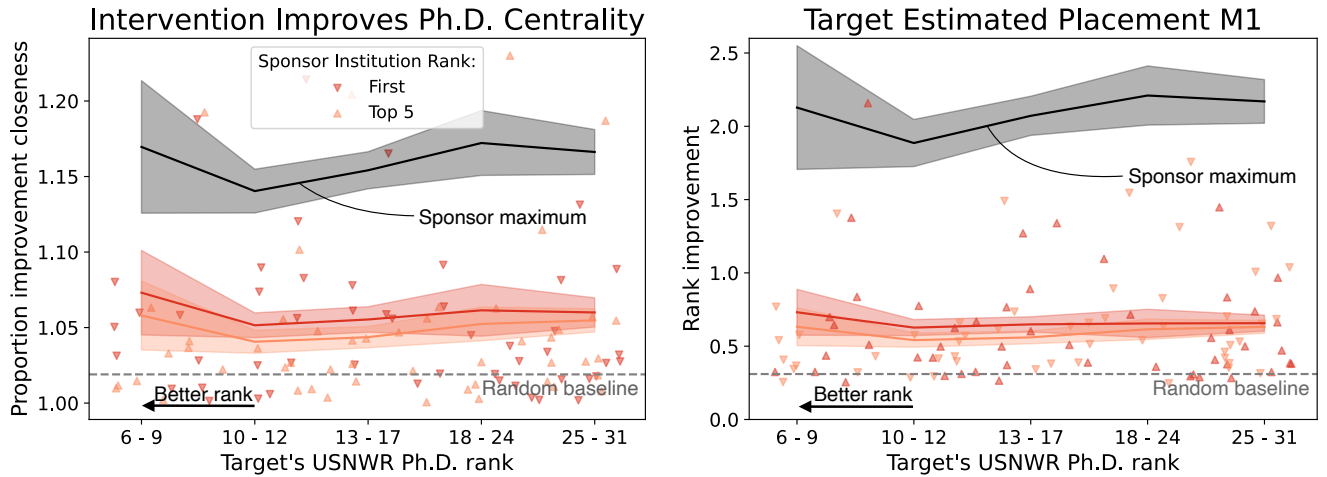 Intervention Improves Ph.D. Centrality
Proportion improvement closeness
1.20
1.15
1.10
1.05
1.00
Sponsor Institution Rank:
First
Top 5
Sponsor maximum
Random baseline
Better rank
6 - 9
10 - 12
13 - 17
18 - 24
25 - 31
Target's USNWR Ph.D. rank
Target Estimated Placement M1
Rank improvement
2.5
2.0
1.5
1.0
0.5
0.0
Sponsor maximum
Random baseline
Better rank
6 - 9
10 - 12
13 - 17
18 - 24
25 - 31
Target's USNWR Ph.D. rank